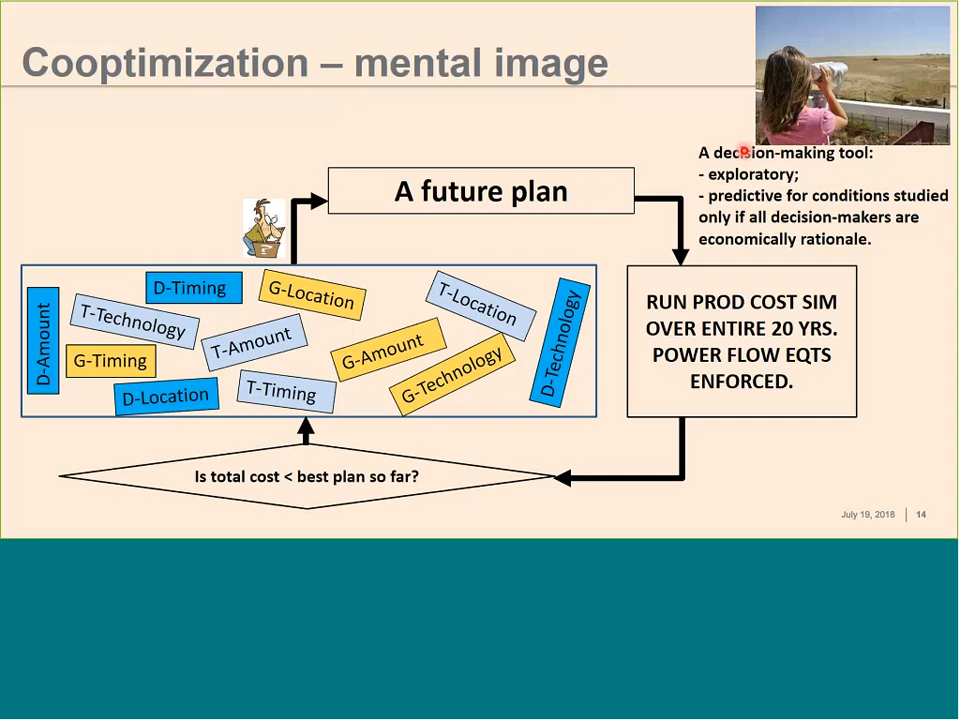 Cooptimization – mental image
A decision-making tool:
- exploratory;
- predictive for conditions studied
only if all decision-makers are
economically rationale.
A future plan
?
D-Amount
D-Timing
G-Location
T-Location
D-Technology
T-Technology
T-Amount
G-Amount
G-Timing
G-Technology
D-Location
T-Timing
RUN PROD COST SIM
OVER ENTIRE 20 YRS.
POWER FLOW EQTS
ENFORCED.
Is total cost < best plan so far?
July 19, 2018
14